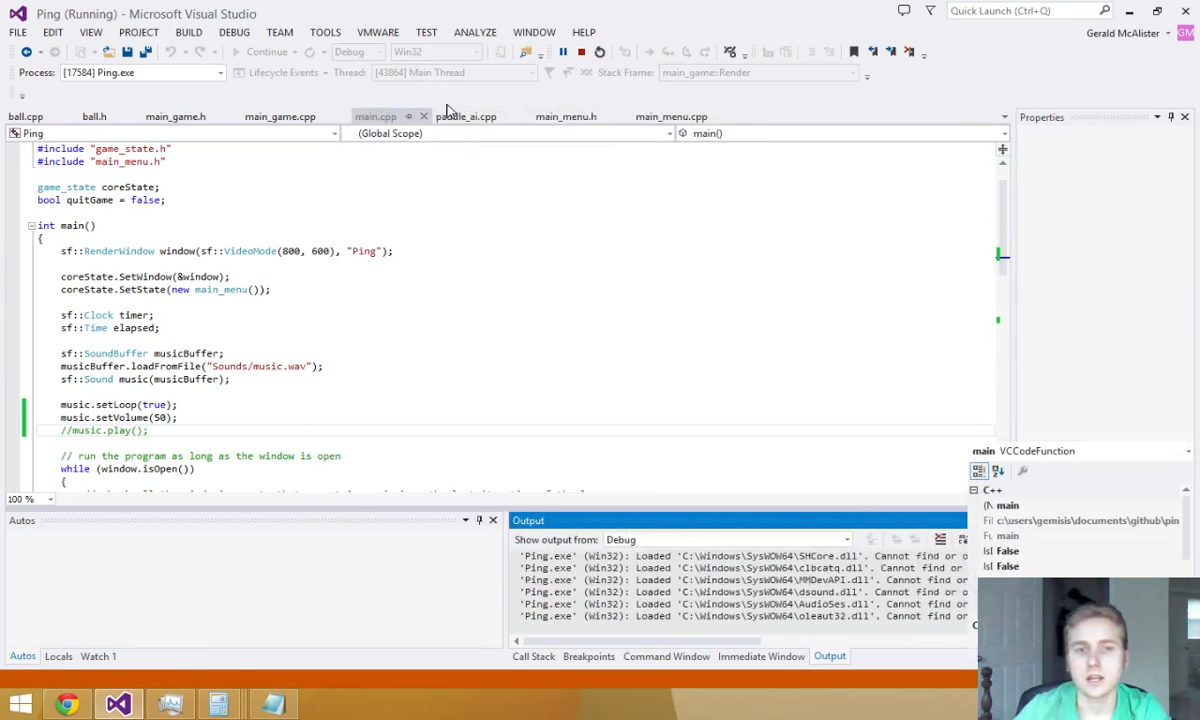 Ping (Running) - Microsoft Visual Studio
Quick Launch (Ctrl+Q)
FILE EDIT VIEW PROJECT BUILD DEBUG TEAM TOOLS VMWARE TEST ANALYZE WINDOW HELP
Gerald McAlister GM
Continue Debug Win32
Process: [17584] Ping.exe Lifecycle Events Thread: [43864] Main Thread Stack Frame: main_game::Render
ball.cpp ball.h main_game.h main_game.cpp main.cpp paddle_ai.cpp main_menu.h main_menu.cpp
Properties
Ping (Global Scope) main()
#include "game_state.h"
#include "main_menu.h"
game_state coreState;
bool quitGame = false;
int main()
{
sf::RenderWindow window(sf::VideoMode(800, 600), "Ping");
coreState.SetWindow(&window);
coreState.SetState(new main_menu());
sf::Clock timer;
sf::Time elapsed;
sf::SoundBuffer musicBuffer;
musicBuffer.loadFromFile("Sounds/music.wav");
sf::Sound music(musicBuffer);
music.setLoop(true);
music.setVolume(50);
//music.play();
// run the program as long as the window is open
while (window.isOpen())
{
100 %
main VCCodeFunction
C++
main
c:\users\gemisis\documents\github\pin
main
False
False
Autos
Output
Show output from: Debug
'Ping.exe' (Win32): Loaded 'C:\Windows\SysWOW64\SHCore.dll'. Cannot find or o
'Ping.exe' (Win32): Loaded 'C:\Windows\SysWOW64\clbcatq.dll'. Cannot find or
'Ping.exe' (Win32): Loaded 'C:\Windows\SysWOW64\MMDevAPI.dll'. Cannot find or
'Ping.exe' (Win32): Loaded 'C:\Windows\SysWOW64\dsound.dll'. Cannot find or o
'Ping.exe' (Win32): Loaded 'C:\Windows\SysWOW64\AudioSes.dll'. Cannot find or
'Ping.exe' (Win32): Loaded 'C:\Windows\SysWOW64\oleaut32.dll'. Cannot find or
Autos Locals Watch 1
Call Stack Breakpoints Command Window Immediate Window Output